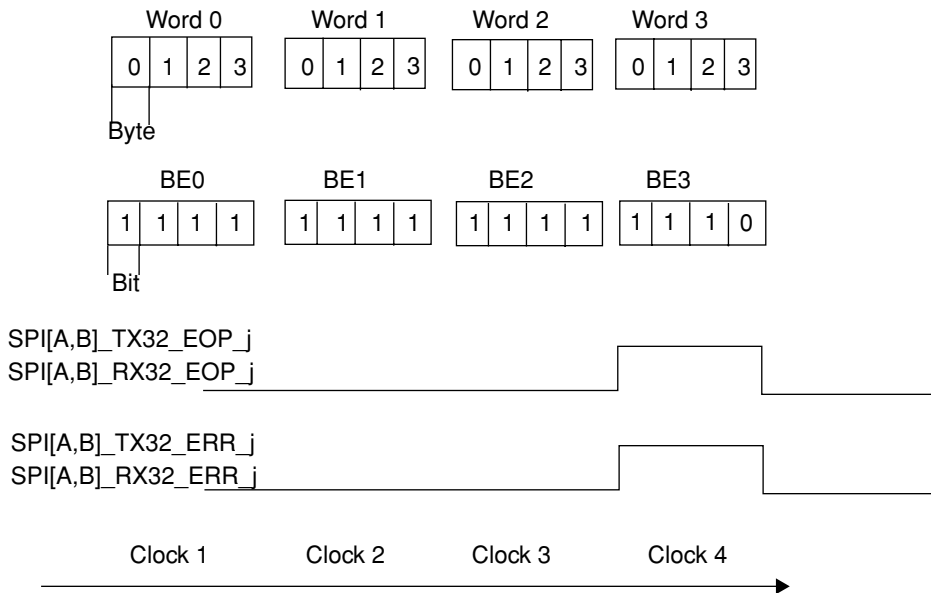 Word 0 Word 1 Word 2 Word 3
0 1 2 3 0 1 2 3 0 1 2 3 0 1 2 3
Byte
BE0 BE1 BE2 BE3
1 1 1 1 1 1 1 1 1 1 1 1 1 1 1 0
Bit
SPI[A,B]_TX32_EOP_j
SPI[A,B]_RX32_EOP_j
SPI[A,B]_TX32_ERR_j
SPI[A,B]_RX32_ERR_j
Clock 1 Clock 2 Clock 3 Clock 4